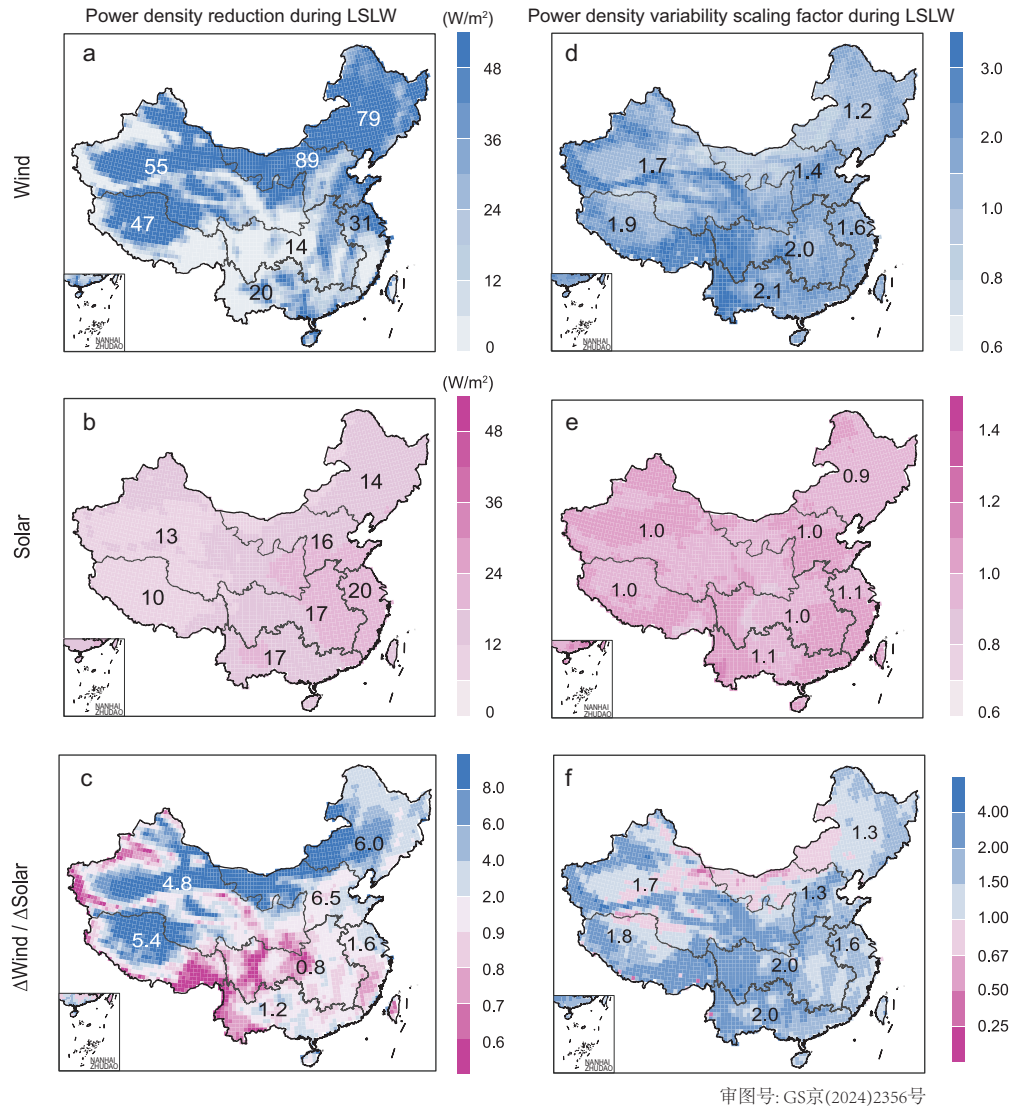 Power density reduction during LSLW
Power density variability scaling factor during LSLW
(W/m²)
Wind
a
79
89
55
47
31
14
20
NANHAI
ZHUDAO
48
36
24
12
0
d
1.2
1.4
1.7
1.9
1.6
2.0
2.1
NANHAI
ZHUDAO
3.0
2.0
1.0
0.8
0.6
(W/m²)
Solar
b
14
16
13
10
20
17
17
NANHAI
ZHUDAO
48
36
24
12
0
e
0.9
1.0
1.0
1.0
1.1
1.0
1.1
NANHAI
ZHUDAO
1.4
1.2
1.0
0.8
0.6
ΔWind / ΔSolar
c
6.0
4.8
6.5
5.4
1.6
0.8
1.2
NANHAI
ZHUDAO
8.0
6.0
4.0
2.0
0.9
0.8
0.7
0.6
f
1.3
1.3
1.7
1.8
1.6
2.0
2.0
NANHAI
ZHUDAO
4.00
2.00
1.50
1.00
0.67
0.50
0.25
审图号: GS京(2024)2356号